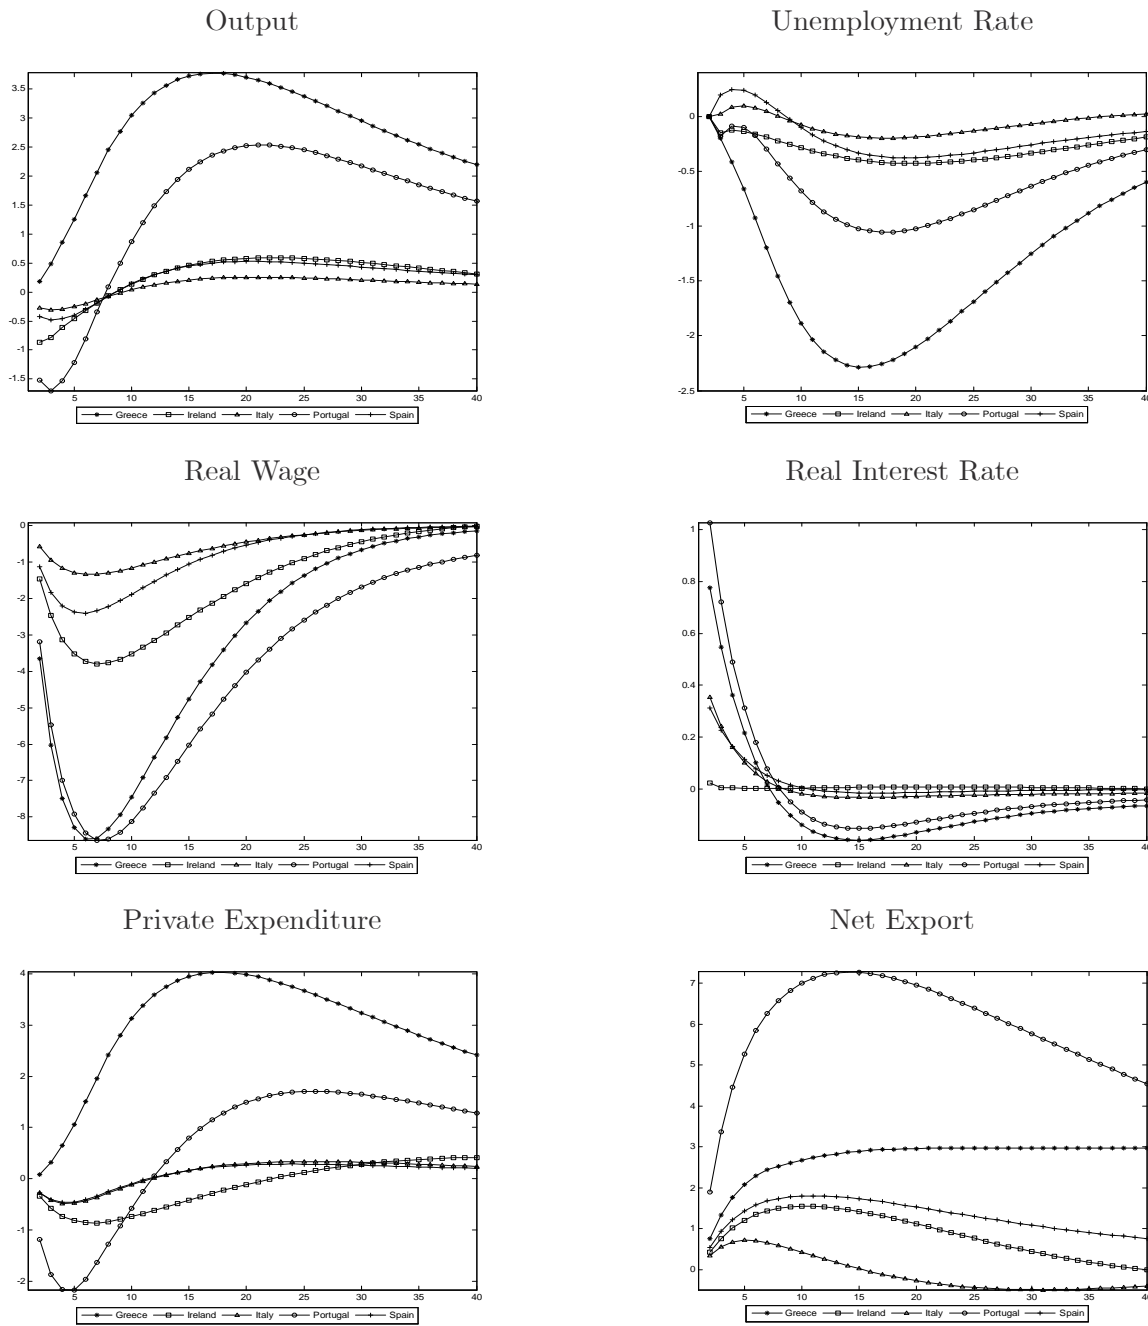 Output
Unemployment Rate
3.5
3
2.5
2
1.5
1
0.5
0
-0.5
-1
-1.5
5 10 15 20 25 30 35 40
Greece Ireland Italy Portugal Spain
0
-0.5
-1
-1.5
-2
-2.5
5 10 15 20 25 30 35 40
Greece Ireland Italy Portugal Spain
Real Wage
Real Interest Rate
0
-1
-2
-3
-4
-5
-6
-7
-8
5 10 15 20 25 30 35 40
Greece Ireland Italy Portugal Spain
1
0.8
0.6
0.4
0.2
0
5 10 15 20 25 30 35 40
Greece Ireland Italy Portugal Spain
Private Expenditure
Net Export
4
3
2
1
0
-1
-2
5 10 15 20 25 30 35 40
Greece Ireland Italy Portugal Spain
7
6
5
4
3
2
1
0
5 10 15 20 25 30 35 40
Greece Ireland Italy Portugal Spain